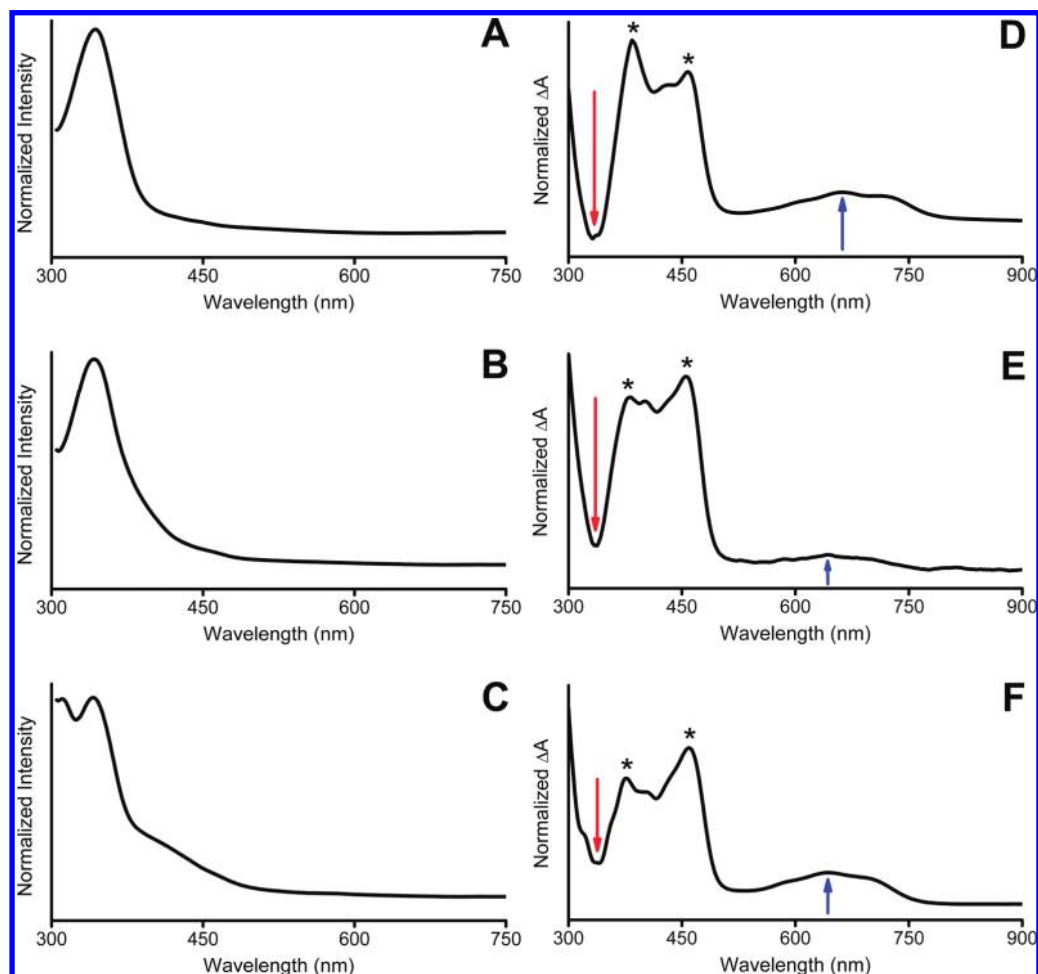 A
Normalized Intensity
300 450 600 750
Wavelength (nm)
D
* *
Normalized ΔA
300 450 600 750 900
Wavelength (nm)
B
Normalized Intensity
300 450 600 750
Wavelength (nm)
E
* *
Normalized ΔA
300 450 600 750 900
Wavelength (nm)
C
Normalized Intensity
300 450 600 750
Wavelength (nm)
F
* *
Normalized ΔA
300 450 600 750 900
Wavelength (nm)